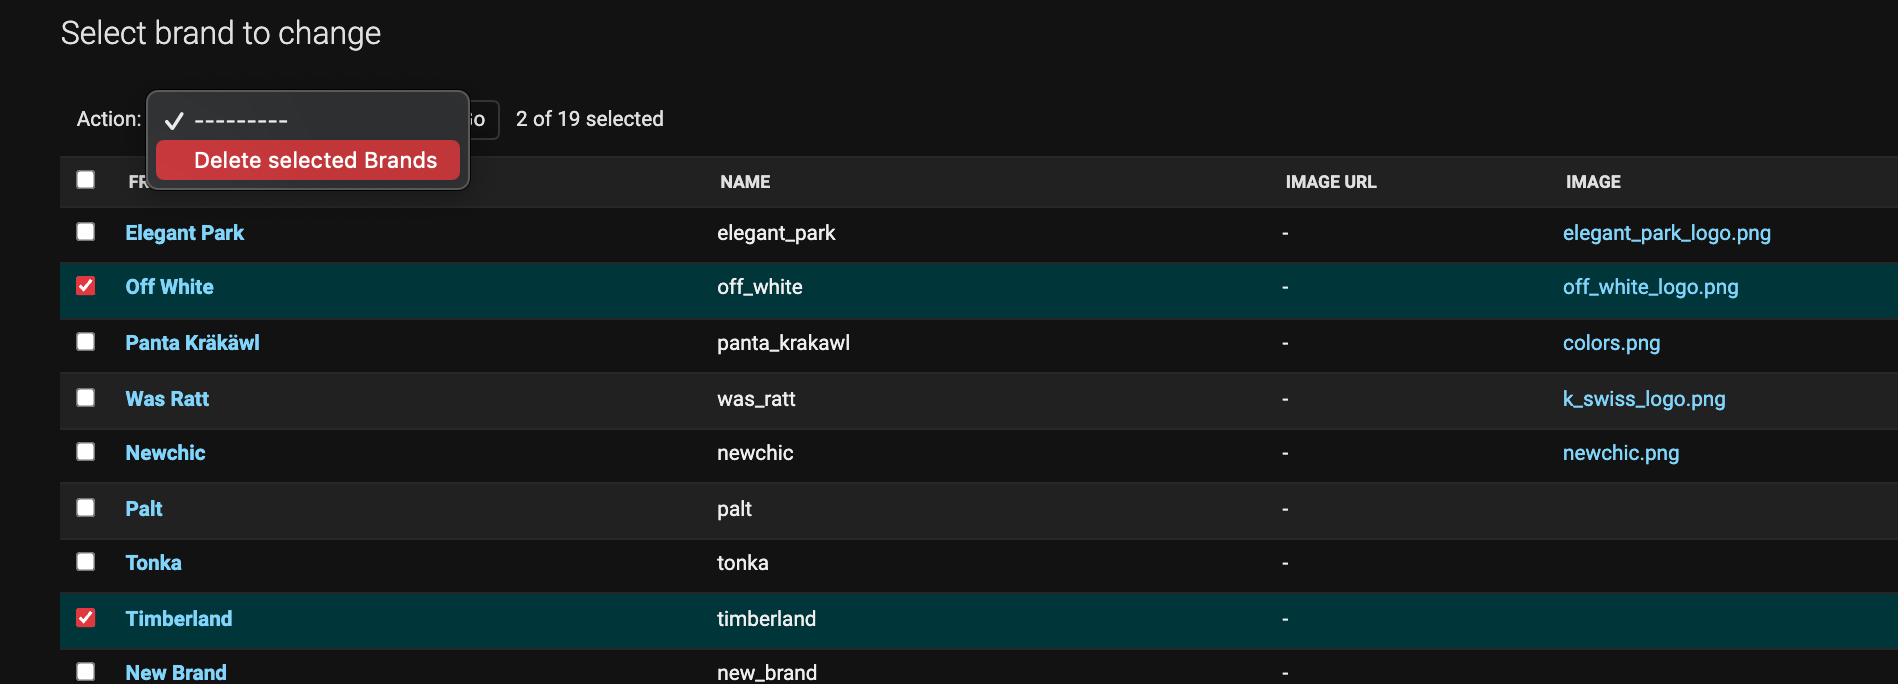 Select brand to change
Action: --------- 2 of 19 selected
Delete selected Brands
NAME IMAGE URL IMAGE
Elegant Park elegant_park - elegant_park_logo.png
Off White off_white - off_white_logo.png
Panta Kräkäwl panta_krakawl - colors.png
Was Ratt was_ratt - k_swiss_logo.png
Newchic newchic - newchic.png
Palt palt -
Tonka tonka -
Timberland timberland -
New Brand new_brand -